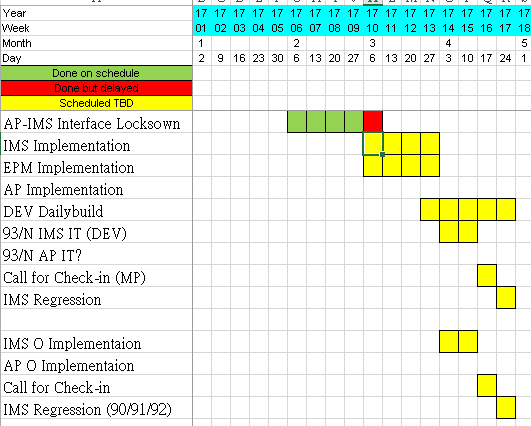 Year 17 17 17 17 17 17 17 17 17 17 17 17 17 17 17 17 17 17
Week 01 02 03 04 05 06 07 08 09 10 11 12 13 14 15 16 17 18
Month 1 2 3 4 5
Day 2 9 16 23 30 6 13 20 27 6 13 20 27 3 10 17 24 1
Done on schedule
Done but delayed
Scheduled TBD
AP-IMS Interface Locksown
IMS Implementation
EPM Implementation
AP Implementation
DEV Dailybuild
93/N IMS IT (DEV)
93/N AP IT?
Call for Check-in (MP)
IMS Regression
IMS O Implementaion
AP O Implementaion
Call for Check-in
IMS Regression (90/91/92)